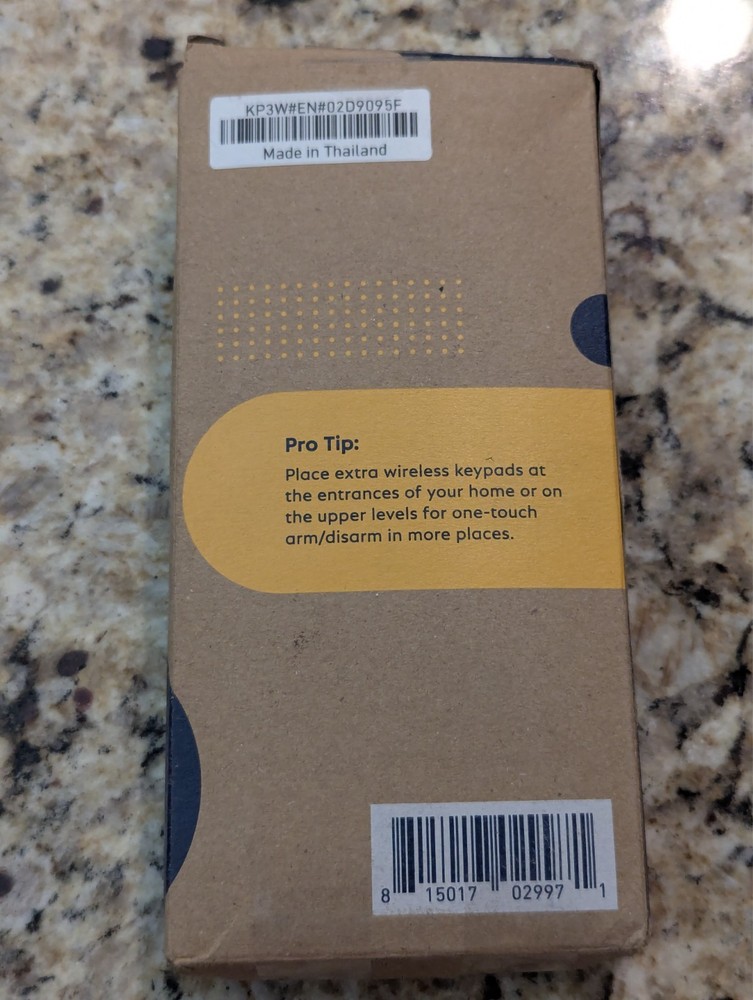 KP3W#EN#02D9095F
Made in Thailand
Pro Tip:
Place extra wireless keypads at
the entrances of your home or on
the upper levels for one-touch
arm/disarm in more places.
8 15017 02997 1